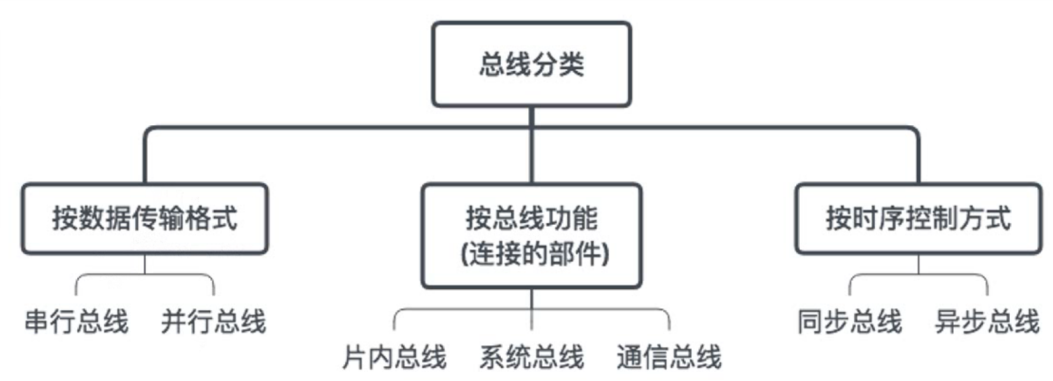 总线分类
按数据传输格式
按总线功能
(连接的部件)
按时序控制方式
串行总线
并行总线
片内总线
系统总线
通信总线
同步总线
异步总线